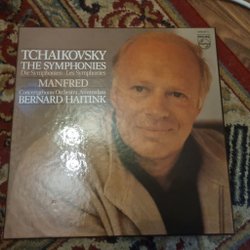 TCHAIKOVSKY
THE SYMPHONIES
Die Symphonien · Les Symphonies
MANFRED
Concertgebouw Orchestra, Amsterdam
BERNARD HAITINK
PHILIPS